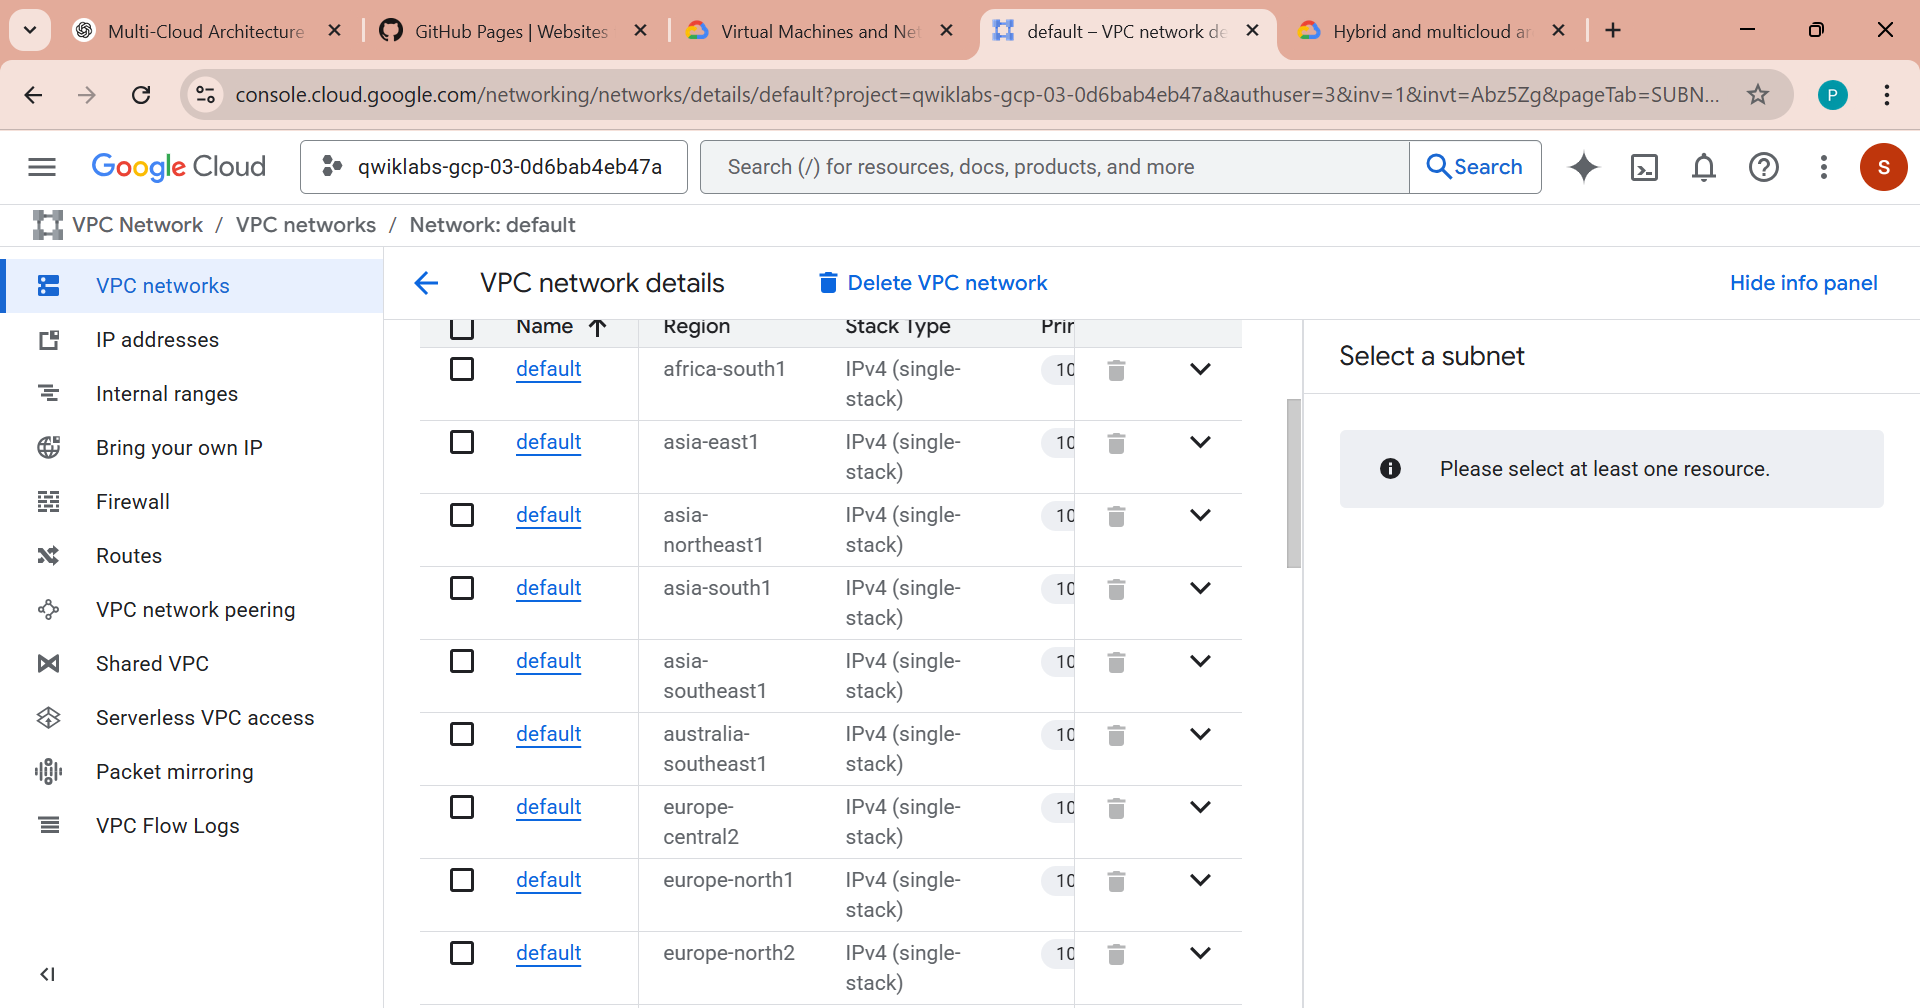 Multi-Cloud Architecture
GitHub Pages | Websites
Virtual Machines and Net
default – VPC network de
Hybrid and multicloud ar
console.cloud.google.com/networking/networks/details/default?project=qwiklabs-gcp-03-0d6bab4eb47a&authuser=3&inv=1&invt=Abz5Zg&pageTab=SUBN...
P
Google Cloud
qwiklabs-gcp-03-0d6bab4eb47a
Search (/) for resources, docs, products, and more
Search
S
VPC Network / VPC networks / Network: default
VPC networks
IP addresses
Internal ranges
Bring your own IP
Firewall
Routes
VPC network peering
Shared VPC
Serverless VPC access
Packet mirroring
VPC Flow Logs
VPC network details
Delete VPC network
Hide info panel
Name Region Stack Type Prir
default africa-south1 IPv4 (single-
stack) 10
default asia-east1 IPv4 (single-
stack) 10
default asia-
northeast1 IPv4 (single-
stack) 10
default asia-south1 IPv4 (single-
stack) 10
default asia-
southeast1 IPv4 (single-
stack) 10
default australia-
southeast1 IPv4 (single-
stack) 10
default europe-
central2 IPv4 (single-
stack) 10
default europe-north1 IPv4 (single-
stack) 10
default europe-north2 IPv4 (single-
stack) 10
Select a subnet
Please select at least one resource.